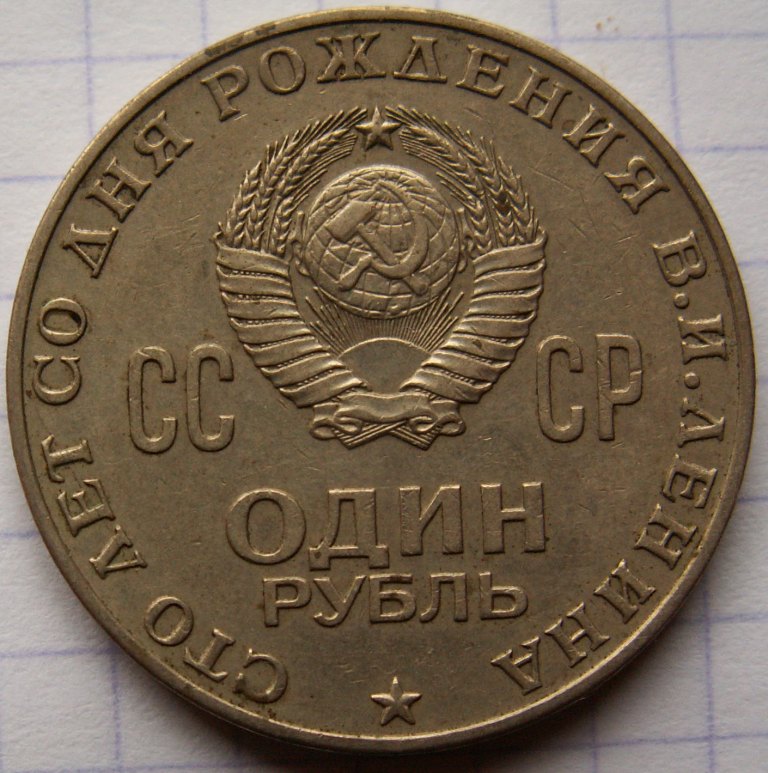 СТО ЛЕТ СО ДНЯ РОЖДЕНИЯ В.И.ЛЕНИНА
СС СР
ОДИН
РУБЛЬ